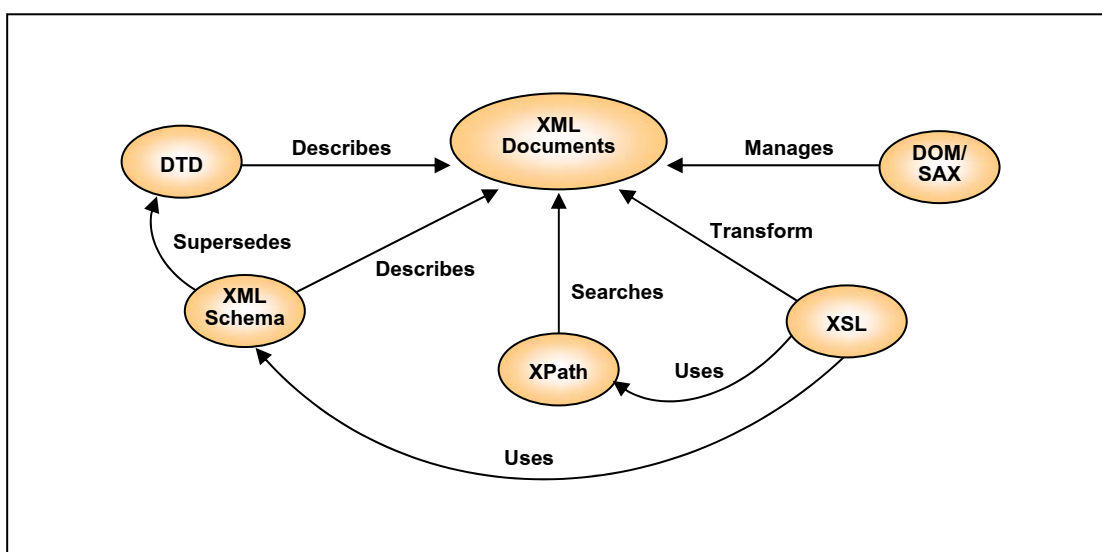 XML
Documents
DTD
Describes
Manages
DOM/
SAX
Supersedes
Transform
Describes
XML
Schema
Searches
XSL
XPath
Uses
Uses